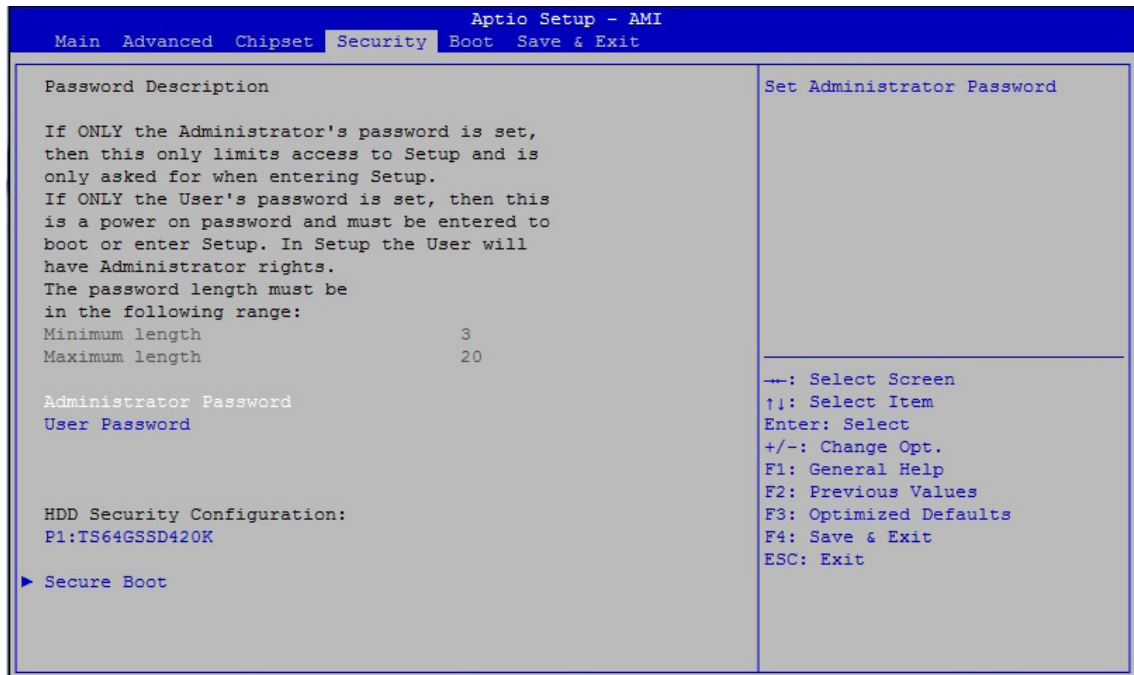 Aptio Setup – AMI
Main Advanced Chipset Security Boot Save & Exit
Password Description
If ONLY the Administrator's password is set,
then this only limits access to Setup and is
only asked for when entering Setup.
If ONLY the User's password is set, then this
is a power on password and must be entered to
boot or enter Setup. In Setup the User will
have Administrator rights.
The password length must be
in the following range:
Minimum length 3
Maximum length 20
Administrator Password
User Password
HDD Security Configuration:
P1:TS64GSSD420K
► Secure Boot
Set Administrator Password
→←: Select Screen
↑↓: Select Item
Enter: Select
+/-: Change Opt.
F1: General Help
F2: Previous Values
F3: Optimized Defaults
F4: Save & Exit
ESC: Exit